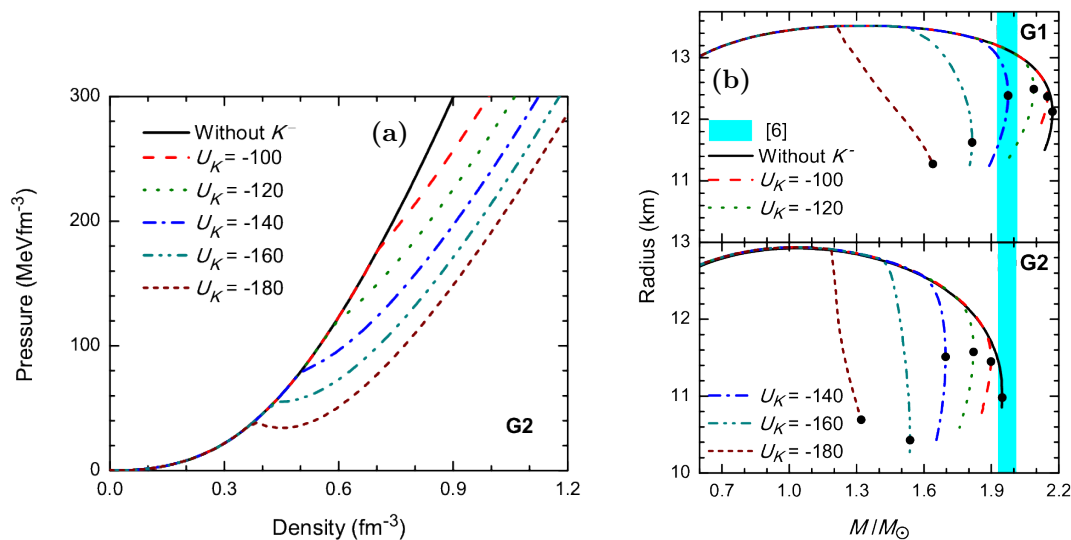 300
200
100
0
0.0
0.3
0.6
0.9
1.2
Pressure (MeVfm⁻³)
Density (fm⁻³)
(a)
Without K⁻
U_K = -100
U_K = -120
U_K = -140
U_K = -160
U_K = -180
G2
(b)
G1
13
12
11
[6]
Without K⁻
U_K = -100
U_K = -120
Radius (km)
13
12
11
10
G2
U_K = -140
U_K = -160
U_K = -180
0.7
1.0
1.3
1.6
1.9
2.2
M/M☉